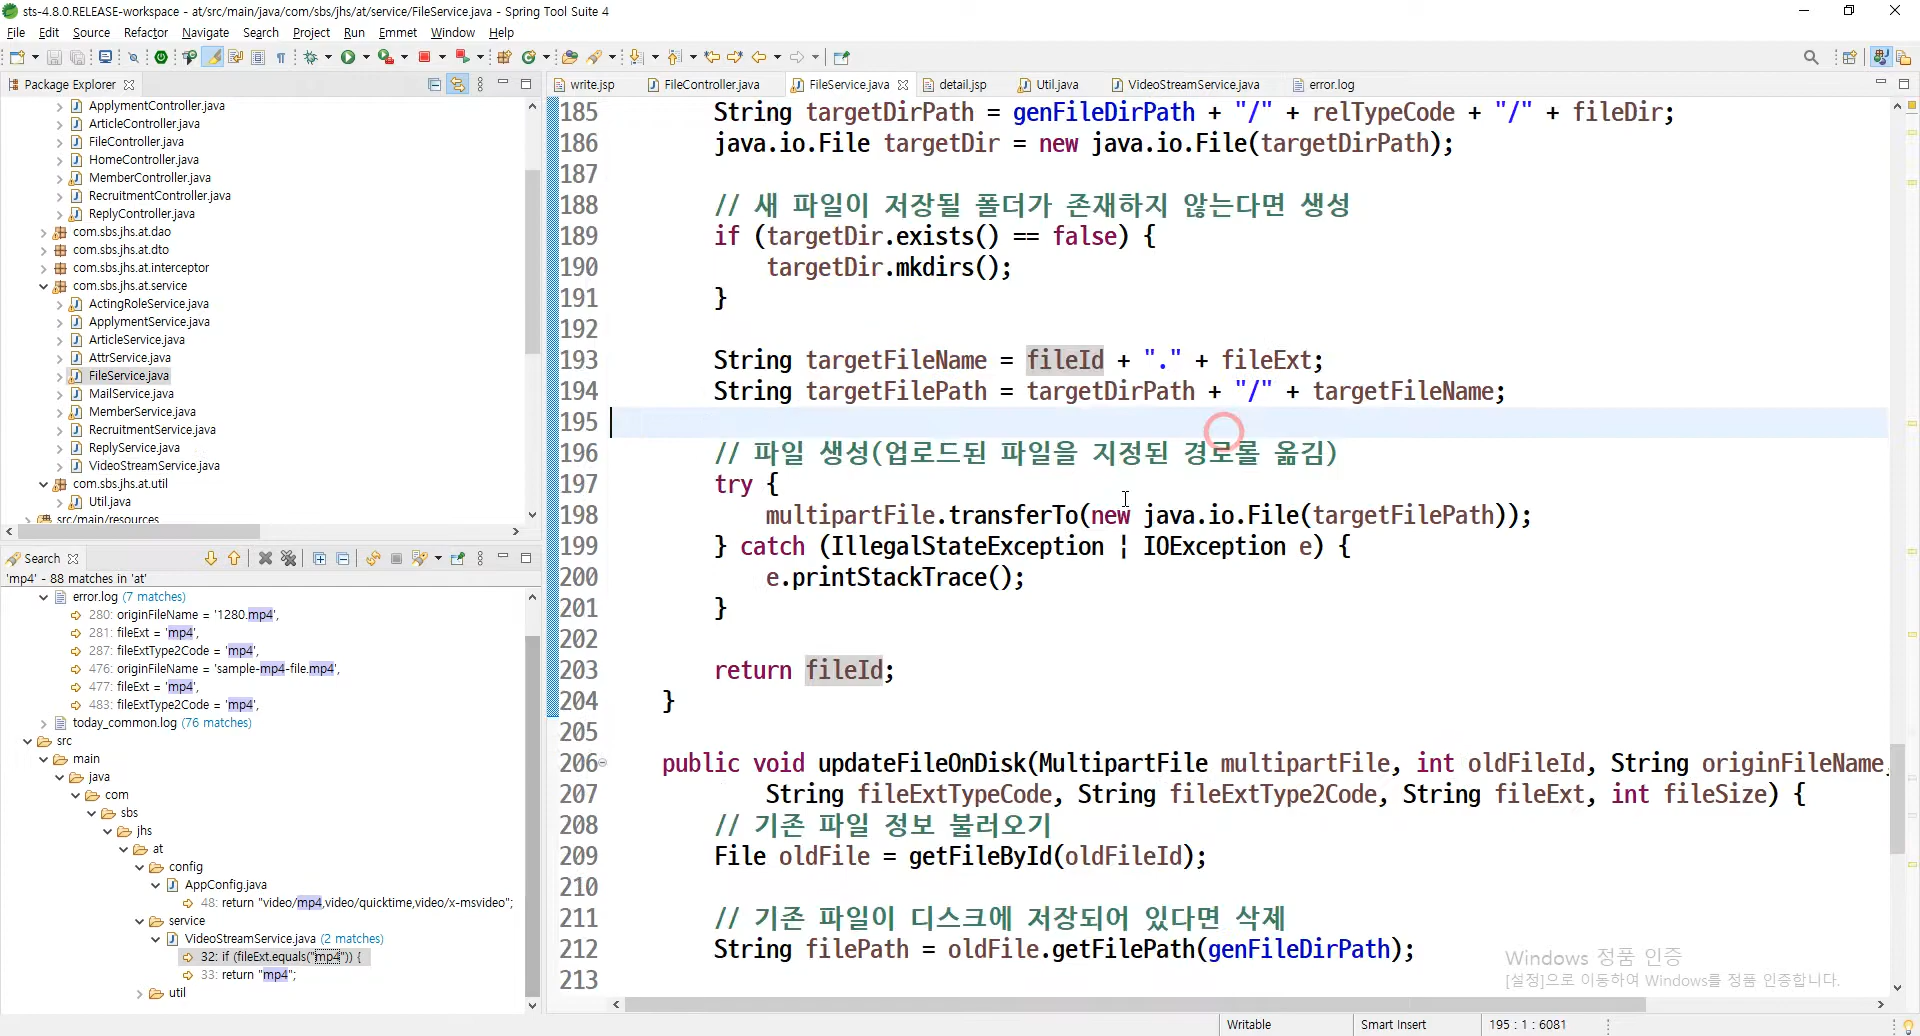 sts-4.8.0.RELEASE-workspace - at/src/main/java/com/sbs/jhs/at/service/FileService.java - Spring Tool Suite 4
File Edit Source Refactor Navigate Search Project Run Emmet Window Help
Package Explorer
ApplymentController.java
ArticleController.java
FileController.java
HomeController.java
MemberController.java
RecruitmentController.java
ReplyController.java
com.sbs.jhs.at.dao
com.sbs.jhs.at.dto
com.sbs.jhs.at.interceptor
com.sbs.jhs.at.service
ActingRoleService.java
ApplymentService.java
ArticleService.java
AttrService.java
FileService.java
MailService.java
MemberService.java
RecruitmentService.java
ReplyService.java
VideoStreamService.java
com.sbs.jhs.at.util
Util.java
src/main/resources
Search
'mp4' - 88 matches in 'at'
error.log (7 matches)
280: originFileName = '1280.mp4',
281: fileExt = 'mp4',
287: fileExtType2Code = 'mp4',
476: originFileName = 'sample-mp4-file.mp4',
477: fileExt = 'mp4',
483: fileExtType2Code = 'mp4',
today_common.log (76 matches)
src
main
java
com
sbs
jhs
at
config
AppConfig.java
48: return "video/mp4,video/quicktime,video/x-msvideo";
service
VideoStreamService.java (2 matches)
32: if (fileExt.equals("mp4")) {
33: return "mp4";
util
write.jsp FileController.java FileService.java detail.jsp Util.java VideoStreamService.java error.log
185 String targetDirPath = genFileDirPath + "/" + relTypeCode + "/" + fileDir;
186 java.io.File targetDir = new java.io.File(targetDirPath);
187
188 // 새 파일이 저장될 폴더가 존재하지 않는다면 생성
189 if (targetDir.exists() == false) {
190 targetDir.mkdirs();
191 }
192
193 String targetFileName = fileId + "." + fileExt;
194 String targetFilePath = targetDirPath + "/" + targetFileName;
195
196 // 파일 생성(업로드된 파일을 지정된 경로롤 옮김)
197 try {
198 multipartFile.transferTo(new java.io.File(targetFilePath));
199 } catch (IllegalStateException | IOException e) {
200 e.printStackTrace();
201 }
202
203 return fileId;
204 }
205
206 public void updateFileOnDisk(MultipartFile multipartFile, int oldFileId, String originFileName,
207 String fileExtTypeCode, String fileExtType2Code, String fileExt, int fileSize) {
208 // 기존 파일 정보 불러오기
209 File oldFile = getFileById(oldFileId);
210
211 // 기존 파일이 디스크에 저장되어 있다면 삭제
212 String filePath = oldFile.getFilePath(genFileDirPath);
213
Windows 정품 인증
[설정]으로 이동하여 Windows를 정품 인증합니다.
Writable Smart Insert 195 : 1 : 6081